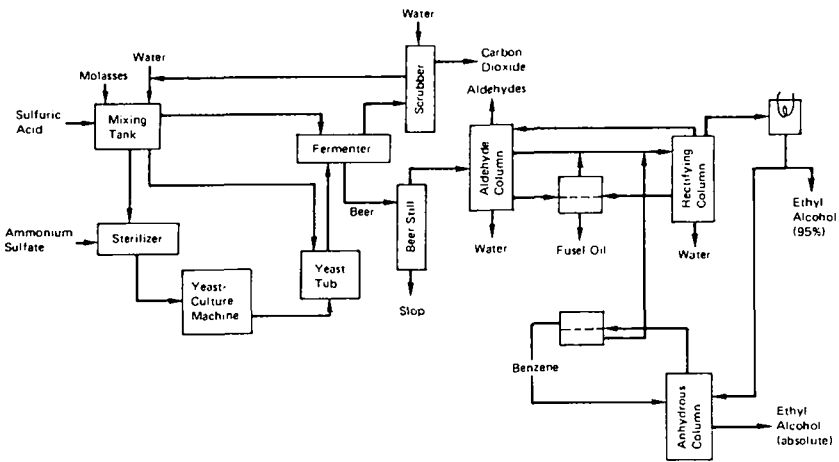 Water
Carbon
Dioxide
Scrubber
Water
Molasses
Aldehydes
Sulfuric
Acid
Mixing
Tank
Fermenter
Aldehyde
Column
Rectifying
Column
Ethyl
Alcohol
(95%)
Beer
Beer Still
Ammonium
Sulfate
Sterilizer
Water
Fusel Oil
Water
Yeast
Tub
Yeast-
Culture
Machine
Slop
Benzene
Anhydrous
Column
Ethyl
Alcohol
(absolute)